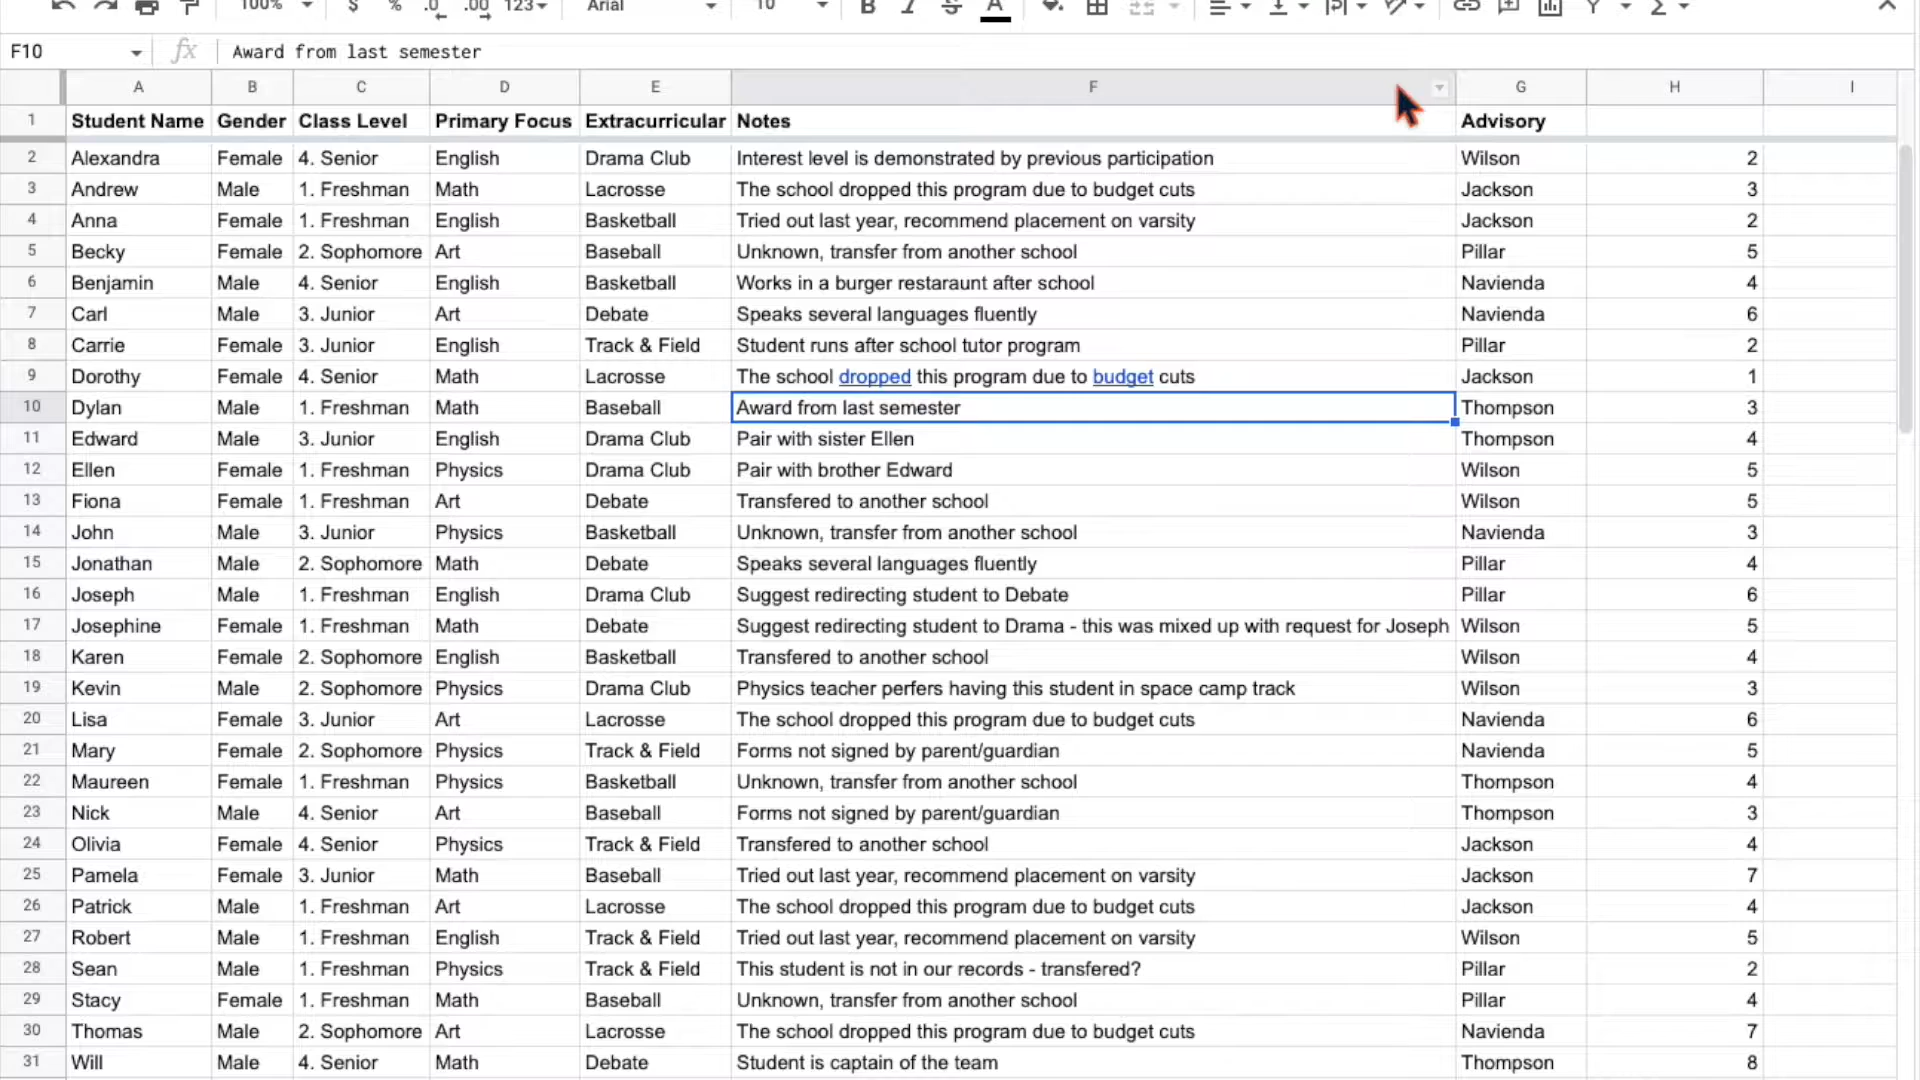 100% $ % .0 .00 123 Arial 10 B I S A Σ
F10 fx Award from last semester
A B C D E F G H I
1 Student Name Gender Class Level Primary Focus Extracurricular Notes Advisory
2 Alexandra Female 4. Senior English Drama Club Interest level is demonstrated by previous participation Wilson 2
3 Andrew Male 1. Freshman Math Lacrosse The school dropped this program due to budget cuts Jackson 3
4 Anna Female 1. Freshman English Basketball Tried out last year, recommend placement on varsity Jackson 2
5 Becky Female 2. Sophomore Art Baseball Unknown, transfer from another school Pillar 5
6 Benjamin Male 4. Senior English Basketball Works in a burger restaraunt after school Navienda 4
7 Carl Male 3. Junior Art Debate Speaks several languages fluently Navienda 6
8 Carrie Female 3. Junior English Track & Field Student runs after school tutor program Pillar 2
9 Dorothy Female 4. Senior Math Lacrosse The school dropped this program due to budget cuts Jackson 1
10 Dylan Male 1. Freshman Math Baseball Award from last semester Thompson 3
11 Edward Male 3. Junior English Drama Club Pair with sister Ellen Thompson 4
12 Ellen Female 1. Freshman Physics Drama Club Pair with brother Edward Wilson 5
13 Fiona Female 1. Freshman Art Debate Transfered to another school Wilson 5
14 John Male 3. Junior Physics Basketball Unknown, transfer from another school Navienda 3
15 Jonathan Male 2. Sophomore Math Debate Speaks several languages fluently Pillar 4
16 Joseph Male 1. Freshman English Drama Club Suggest redirecting student to Debate Pillar 6
17 Josephine Female 1. Freshman Math Debate Suggest redirecting student to Drama - this was mixed up with request for Joseph Wilson 5
18 Karen Female 2. Sophomore English Basketball Transfered to another school Wilson 4
19 Kevin Male 2. Sophomore Physics Drama Club Physics teacher perfers having this student in space camp track Wilson 3
20 Lisa Female 3. Junior Art Lacrosse The school dropped this program due to budget cuts Navienda 6
21 Mary Female 2. Sophomore Physics Track & Field Forms not signed by parent/guardian Navienda 5
22 Maureen Female 1. Freshman Physics Basketball Unknown, transfer from another school Thompson 4
23 Nick Male 4. Senior Art Baseball Forms not signed by parent/guardian Thompson 3
24 Olivia Female 4. Senior Physics Track & Field Transfered to another school Jackson 4
25 Pamela Female 3. Junior Math Baseball Tried out last year, recommend placement on varsity Jackson 7
26 Patrick Male 1. Freshman Art Lacrosse The school dropped this program due to budget cuts Jackson 4
27 Robert Male 1. Freshman English Track & Field Tried out last year, recommend placement on varsity Wilson 5
28 Sean Male 1. Freshman Physics Track & Field This student is not in our records - transfered? Pillar 2
29 Stacy Female 1. Freshman Math Baseball Unknown, transfer from another school Pillar 4
30 Thomas Male 2. Sophomore Art Lacrosse The school dropped this program due to budget cuts Navienda 7
31 Will Male 4. Senior Math Debate Student is captain of the team Thompson 8